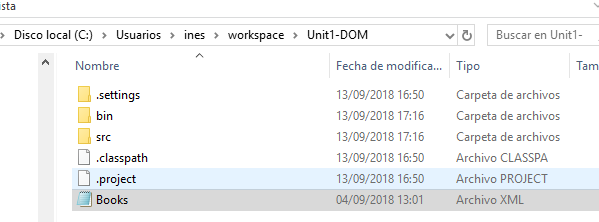 ista
Disco local (C:) Usuarios ines workspace Unit1-DOM Buscar en Unit1-
Nombre Fecha de modifica... Tipo Tam
.settings 13/09/2018 16:50 Carpeta de archivos
bin 13/09/2018 17:16 Carpeta de archivos
src 13/09/2018 17:16 Carpeta de archivos
.classpath 13/09/2018 16:50 Archivo CLASSPA
.project 13/09/2018 16:50 Archivo PROJECT
Books 04/09/2018 13:01 Archivo XML